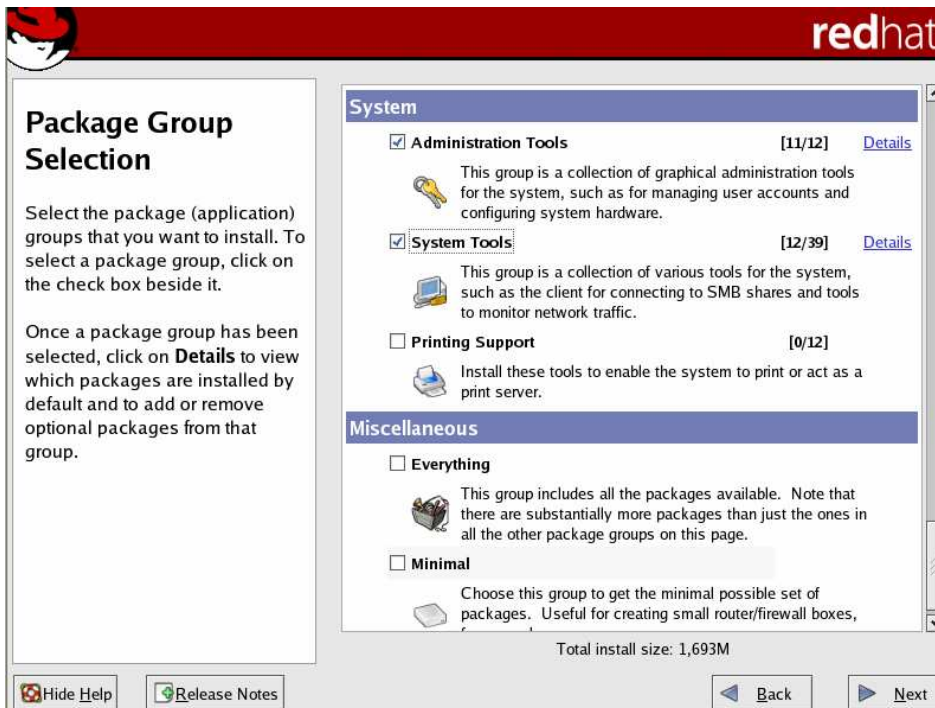 redhat
Package Group
Selection
Select the package (application)
groups that you want to install. To
select a package group, click on
the check box beside it.
Once a package group has been
selected, click on Details to view
which packages are installed by
default and to add or remove
optional packages from that
group.
System
Administration Tools [11/12] Details
This group is a collection of graphical administration tools
for the system, such as for managing user accounts and
configuring system hardware.
System Tools [12/39] Details
This group is a collection of various tools for the system,
such as the client for connecting to SMB shares and tools
to monitor network traffic.
Printing Support [0/12]
Install these tools to enable the system to print or act as a
print server.
Miscellaneous
Everything
This group includes all the packages available. Note that
there are substantially more packages than just the ones in
all the other package groups on this page.
Minimal
Choose this group to get the minimal possible set of
packages. Useful for creating small router/firewall boxes,
Total install size: 1,693M
Hide Help
Release Notes
Back
Next